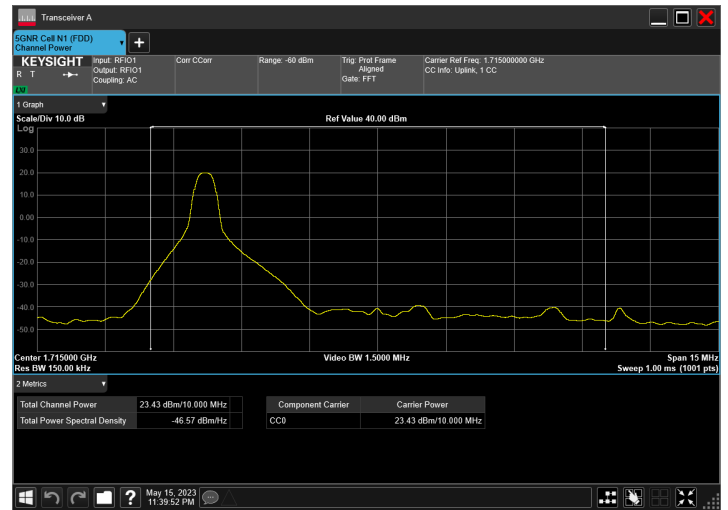 Transceiver A
5GNR Cell N1 (FDD)
Channel Power
KEYSIGHT
R T
LXI
Input: RFIO1
Output: RFIO1
Coupling: AC
Corr CCorr
Range: -60 dBm
Trig: Prot Frame
Aligned
Gate: FFT
Carrier Ref Freq: 1.715000000 GHz
CC Info: Uplink, 1 CC
1 Graph
Scale/Div 10.0 dB
Ref Value 40.00 dBm
Log
30.0
20.0
10.0
0.00
-10.0
-20.0
-30.0
-40.0
-50.0
Center 1.715000 GHz
Video BW 1.5000 MHz
Span 15 MHz
Res BW 150.00 kHz
Sweep 1.00 ms (1001 pts)
2 Metrics
Total Channel Power 23.43 dBm/10.000 MHz
Total Power Spectral Density -46.57 dBm/Hz
Component Carrier Carrier Power
CC0 23.43 dBm/10.000 MHz
?
May 15, 2023
11:39:52 PM